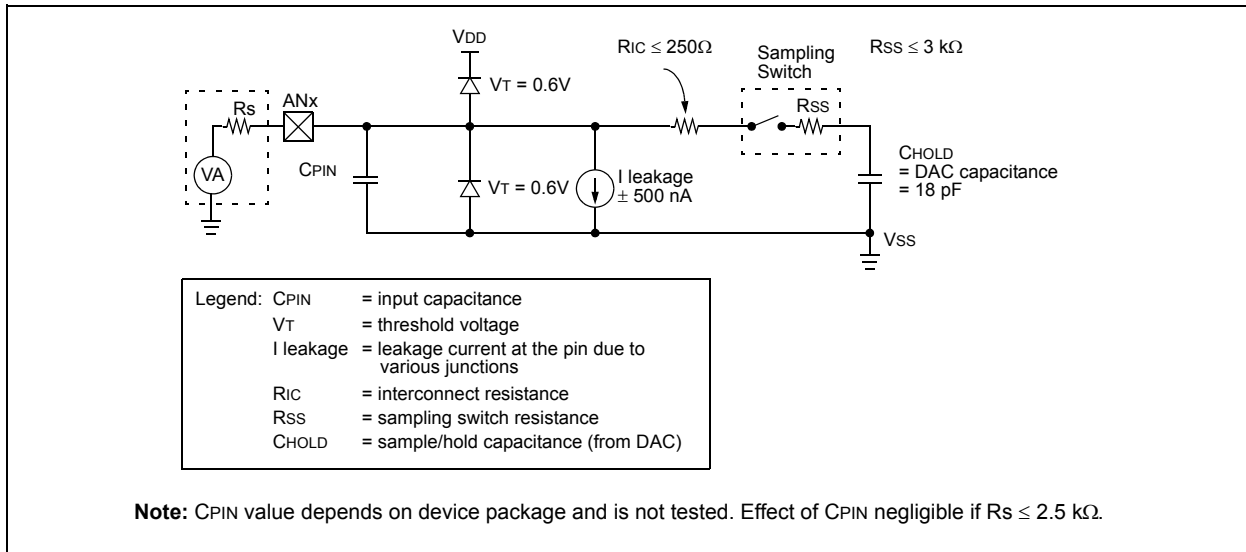 VDD
RIC ≤ 250Ω
Sampling
Switch
RSS ≤ 3 kΩ
VT = 0.6V
Rs
ANx
RSS
VA
CPIN
VT = 0.6V
I leakage
± 500 nA
CHOLD
= DAC capacitance
= 18 pF
VSS
Legend: CPIN = input capacitance
VT = threshold voltage
I leakage = leakage current at the pin due to
various junctions
RIC = interconnect resistance
RSS = sampling switch resistance
CHOLD = sample/hold capacitance (from DAC)
Note: CPIN value depends on device package and is not tested. Effect of CPIN negligible if Rs ≤ 2.5 kΩ.